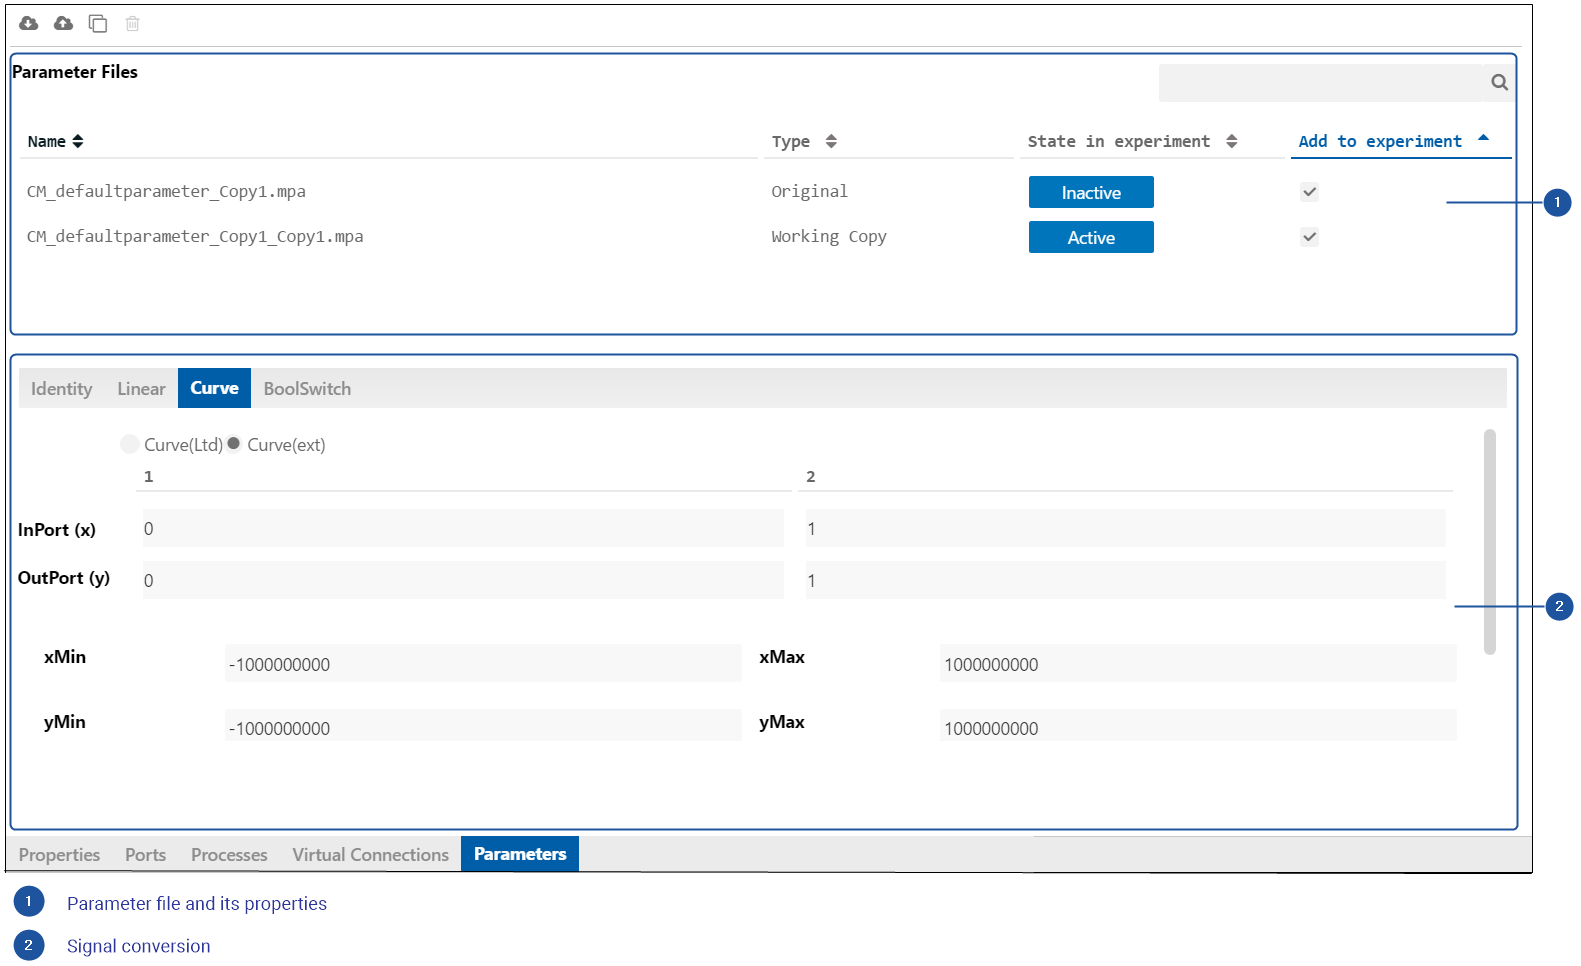 Parameter Files
Name Type State in experiment Add to experiment
CM_defaultparameter_Copy1.mpa Original Inactive
1
CM_defaultparameter_Copy1_Copy1.mpa Working Copy Active
Identity Linear Curve BoolSwitch
Curve(Ltd) Curve(ext)
1 2
InPort (x) 0 1
OutPort (y) 0 1
2
xMin -1000000000 xMax 1000000000
yMin -1000000000 yMax 1000000000
Properties Ports Processes Virtual Connections Parameters
1 Parameter file and its properties
2 Signal conversion